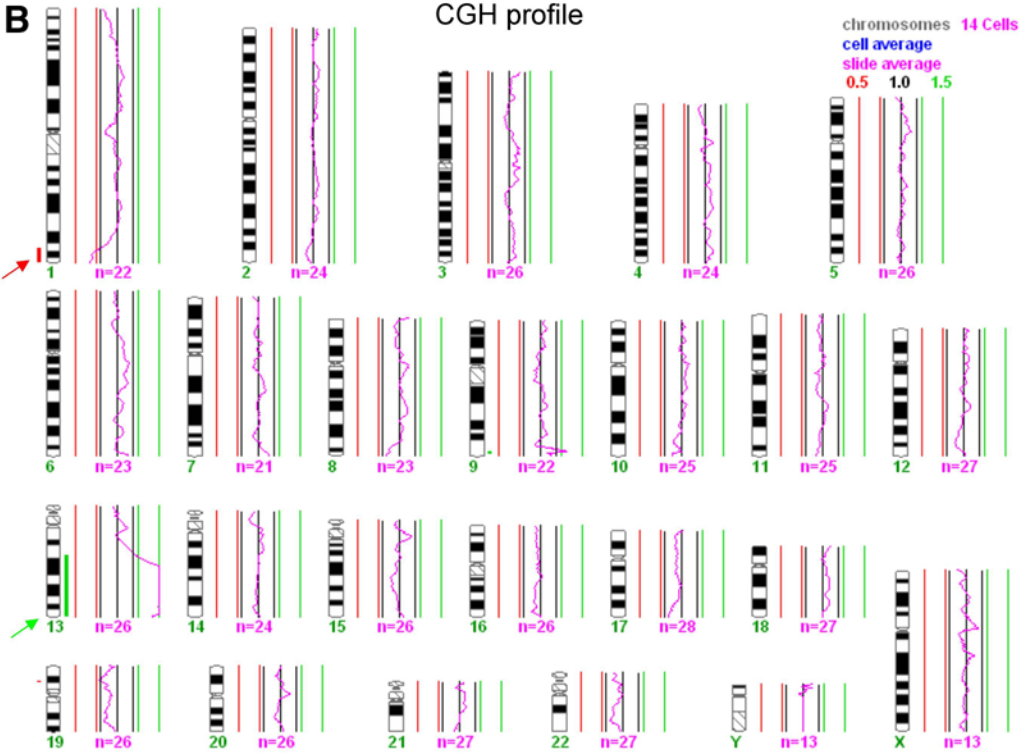 B
CGH profile
chromosomes 14 Cells
cell average
slide average
0.5 1.0 1.5
1 n=22
2 n=24
3 n=26
4 n=24
5 n=26
6 n=23
7 n=21
8 n=23
9 n=22
10 n=25
11 n=25
12 n=27
13 n=26
14 n=24
15 n=26
16 n=26
17 n=28
18 n=27
19 n=26
20 n=26
21 n=27
22 n=27
Y n=13
X n=13